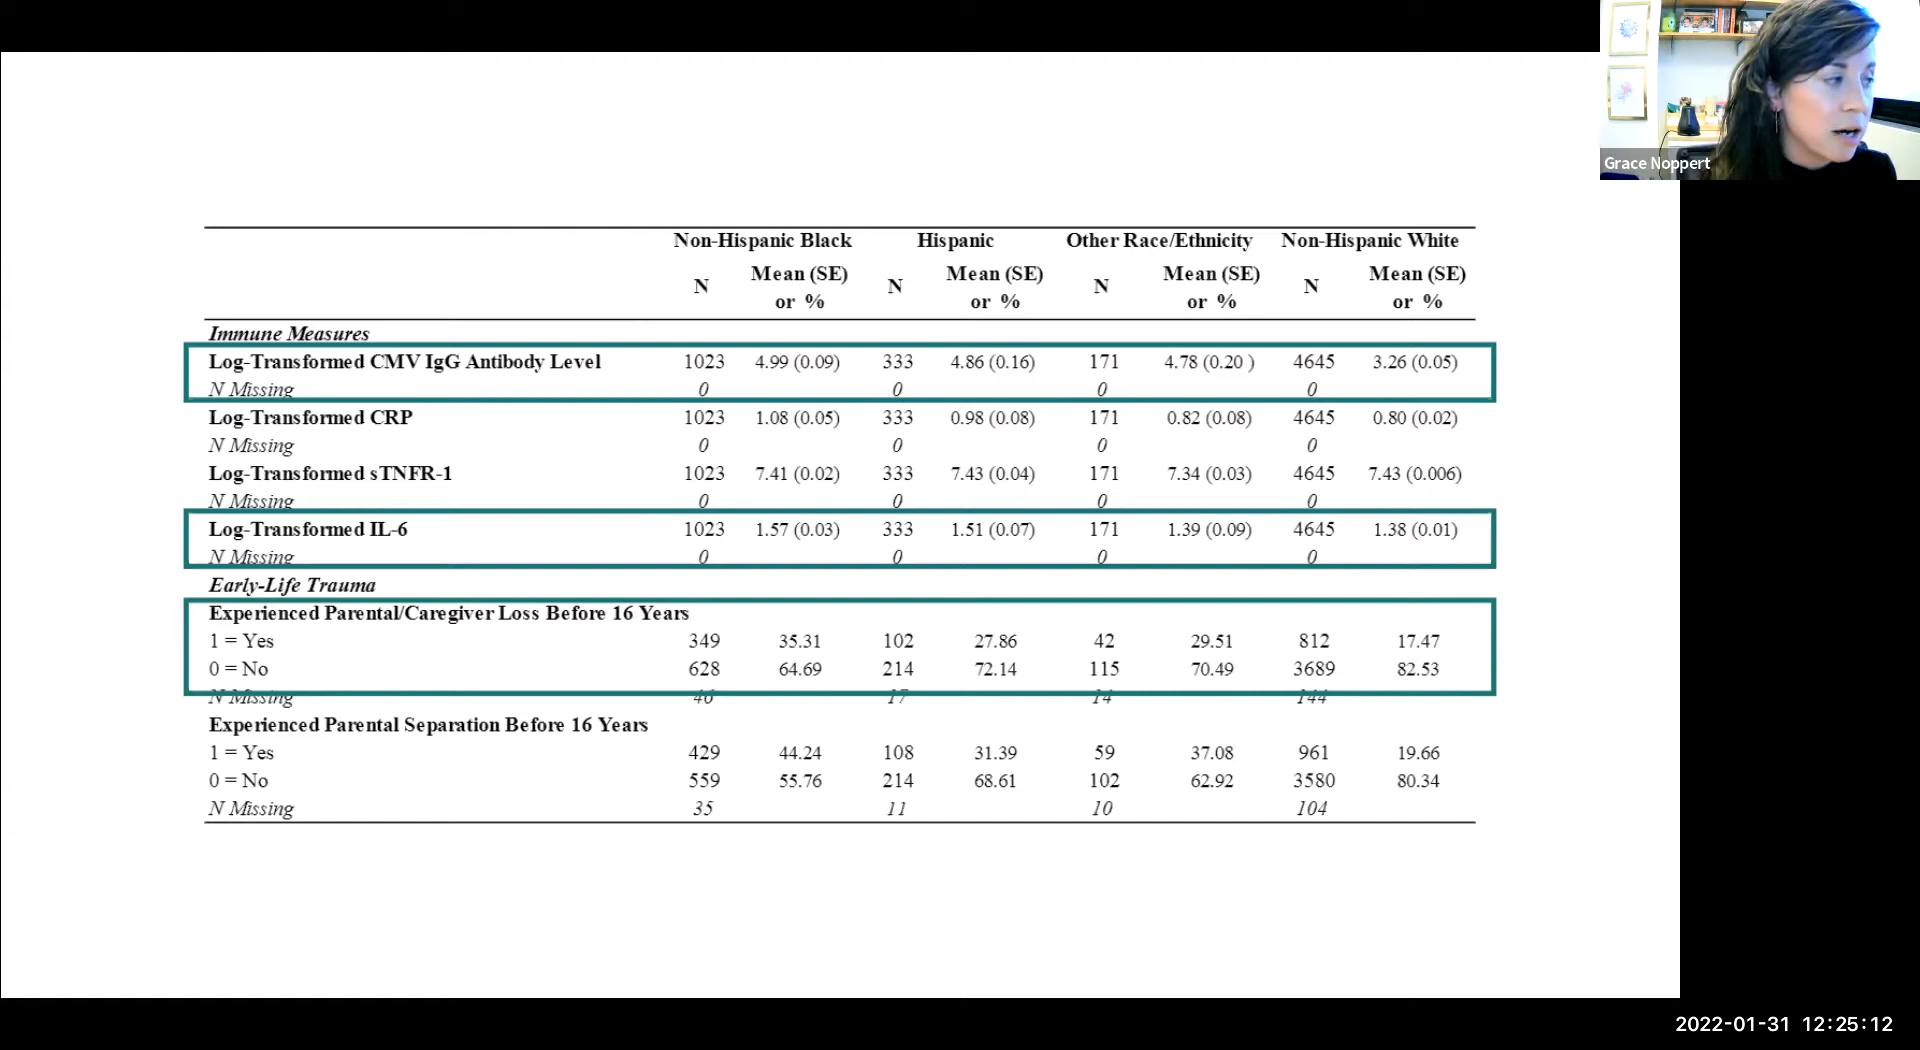 Grace Noppert
Non-Hispanic Black Hispanic Other Race/Ethnicity Non-Hispanic White
N Mean (SE) or % N Mean (SE) or % N Mean (SE) or % N Mean (SE) or %
Immune Measures
Log-Transformed CMV IgG Antibody Level 1023 4.99 (0.09) 333 4.86 (0.16) 171 4.78 (0.20 ) 4645 3.26 (0.05)
N Missing 0 0 0 0
Log-Transformed CRP 1023 1.08 (0.05) 333 0.98 (0.08) 171 0.82 (0.08) 4645 0.80 (0.02)
N Missing 0 0 0 0
Log-Transformed sTNFR-1 1023 7.41 (0.02) 333 7.43 (0.04) 171 7.34 (0.03) 4645 7.43 (0.006)
N Missing 0 0 0 0
Log-Transformed IL-6 1023 1.57 (0.03) 333 1.51 (0.07) 171 1.39 (0.09) 4645 1.38 (0.01)
N Missing 0 0 0 0
Early-Life Trauma
Experienced Parental/Caregiver Loss Before 16 Years
1 = Yes 349 35.31 102 27.86 42 29.51 812 17.47
0 = No 628 64.69 214 72.14 115 70.49 3689 82.53
N Missing 46 17 14 144
Experienced Parental Separation Before 16 Years
1 = Yes 429 44.24 108 31.39 59 37.08 961 19.66
0 = No 559 55.76 214 68.61 102 62.92 3580 80.34
N Missing 35 11 10 104
2022-01-31 12:25:12